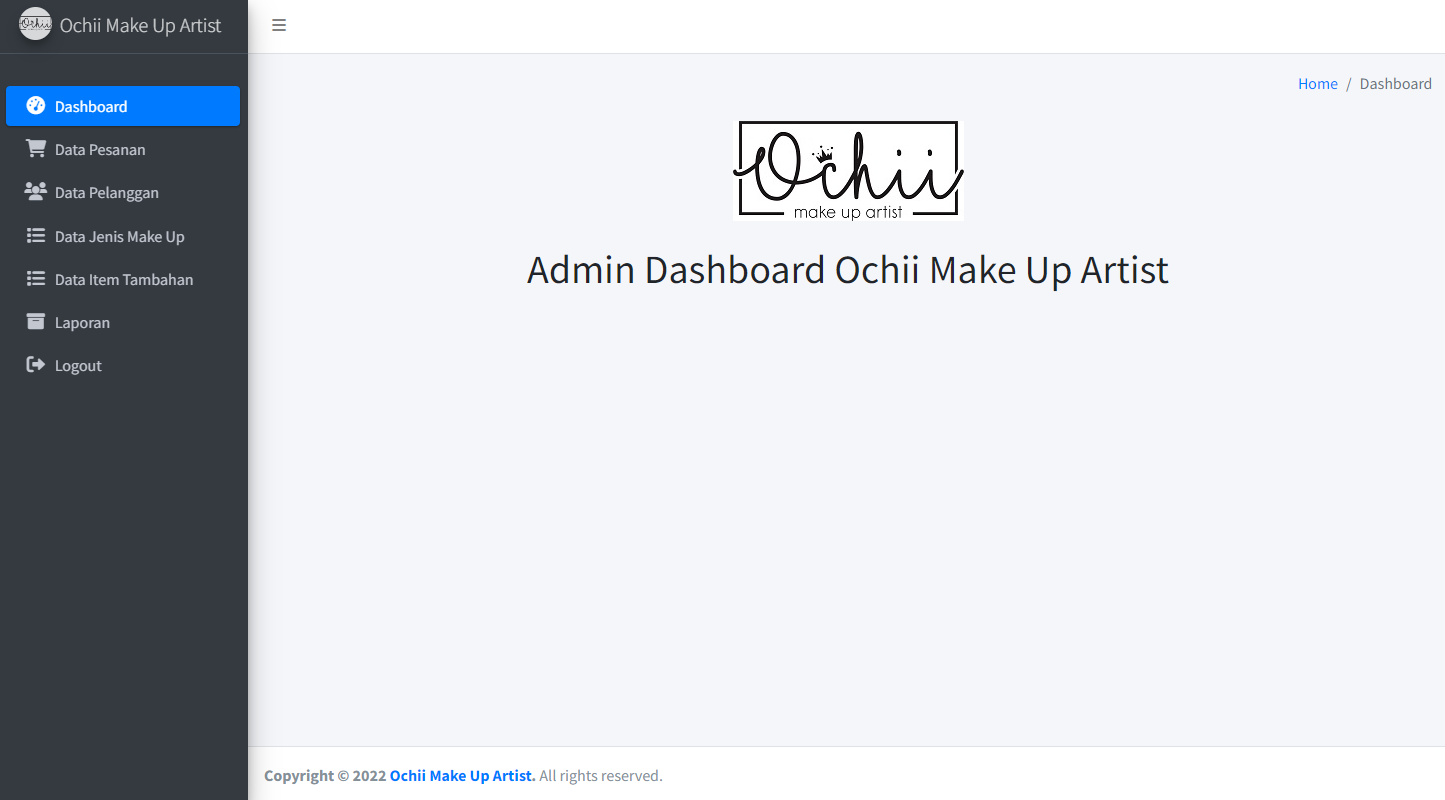 Ochii Make Up Artist
Home / Dashboard
Dashboard
Data Pesanan
Data Pelanggan
Data Jenis Make Up
Data Item Tambahan
Laporan
Logout
Ochii
make up artist
Admin Dashboard Ochii Make Up Artist
Copyright © 2022 Ochii Make Up Artist. All rights reserved.